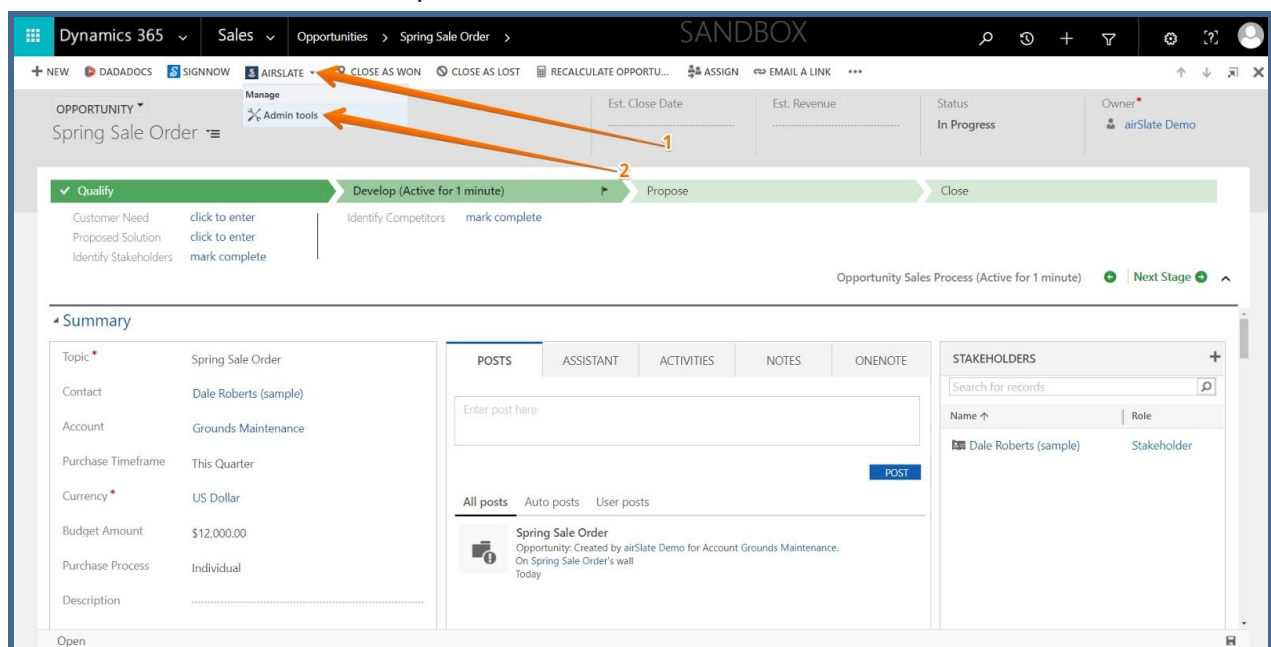 Dynamics 365 Sales Opportunities > Spring Sale Order > SANDBOX
+ NEW DADADOCS SIGNNOW AIRSLATE CLOSE AS WON CLOSE AS LOST RECALCULATE OPPORTU... ASSIGN EMAIL A LINK ...
Manage
Admin tools
1
2
OPPORTUNITY
Spring Sale Order
Est. Close Date Est. Revenue Status Owner*
In Progress airSlate Demo
Qualify Develop (Active for 1 minute) Propose Close
Customer Need click to enter Identify Competitors mark complete
Proposed Solution click to enter
Identify Stakeholders mark complete
Opportunity Sales Process (Active for 1 minute) Next Stage
Summary
Topic* Spring Sale Order
Contact Dale Roberts (sample)
Account Grounds Maintenance
Purchase Timeframe This Quarter
Currency* US Dollar
Budget Amount $12,000.00
Purchase Process Individual
Description
POSTS ASSISTANT ACTIVITIES NOTES ONENOTE
Enter post here
POST
All posts Auto posts User posts
Spring Sale Order
Opportunity: Created by airSlate Demo for Account Grounds Maintenance.
On Spring Sale Order's wall
Today
STAKEHOLDERS +
Search for records
Name ↑ Role
Dale Roberts (sample) Stakeholder
Open